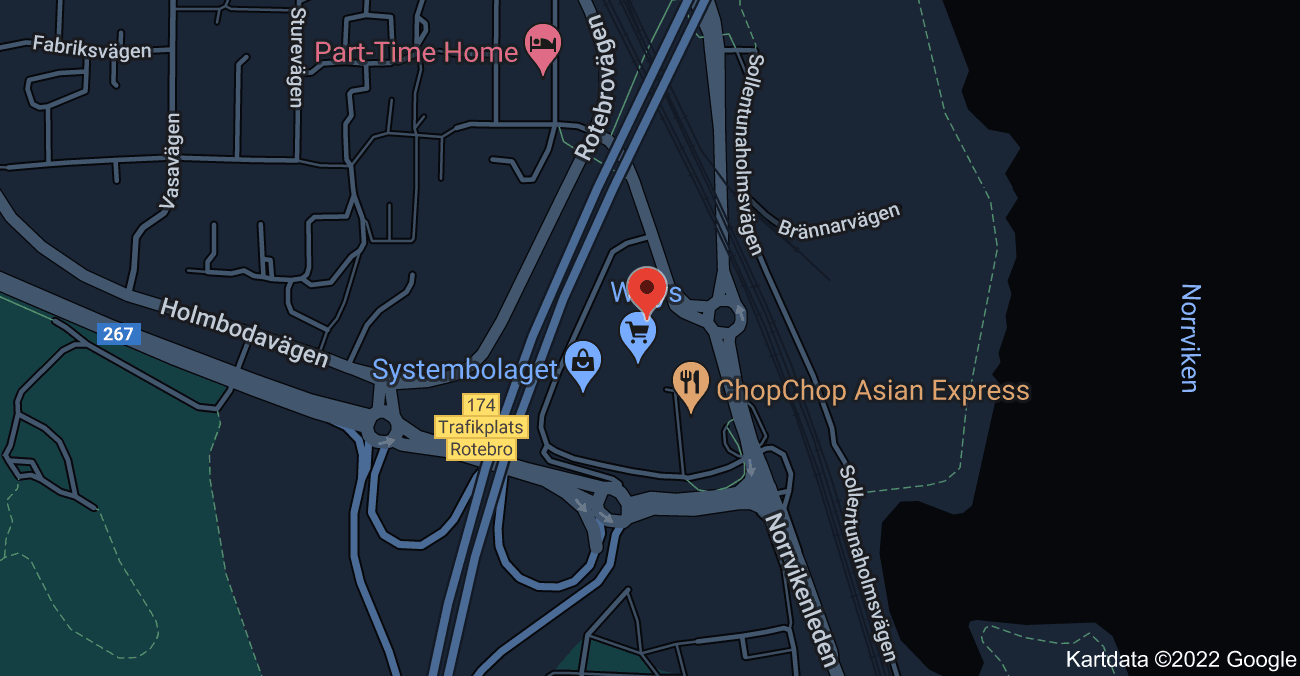 Fabriksvägen
Sturevägen
Part-Time Home
Rotebrovägen
Sollentunaholmsvägen
Vasavägen
Brännarvägen
Holmbodavägen
267
Norrviken
Systembolaget
ChopChop Asian Express
174
Trafikplats
Rotebro
Norrvikenleden
Sollentunaholmsvägen
Kartdata ©2022 Google